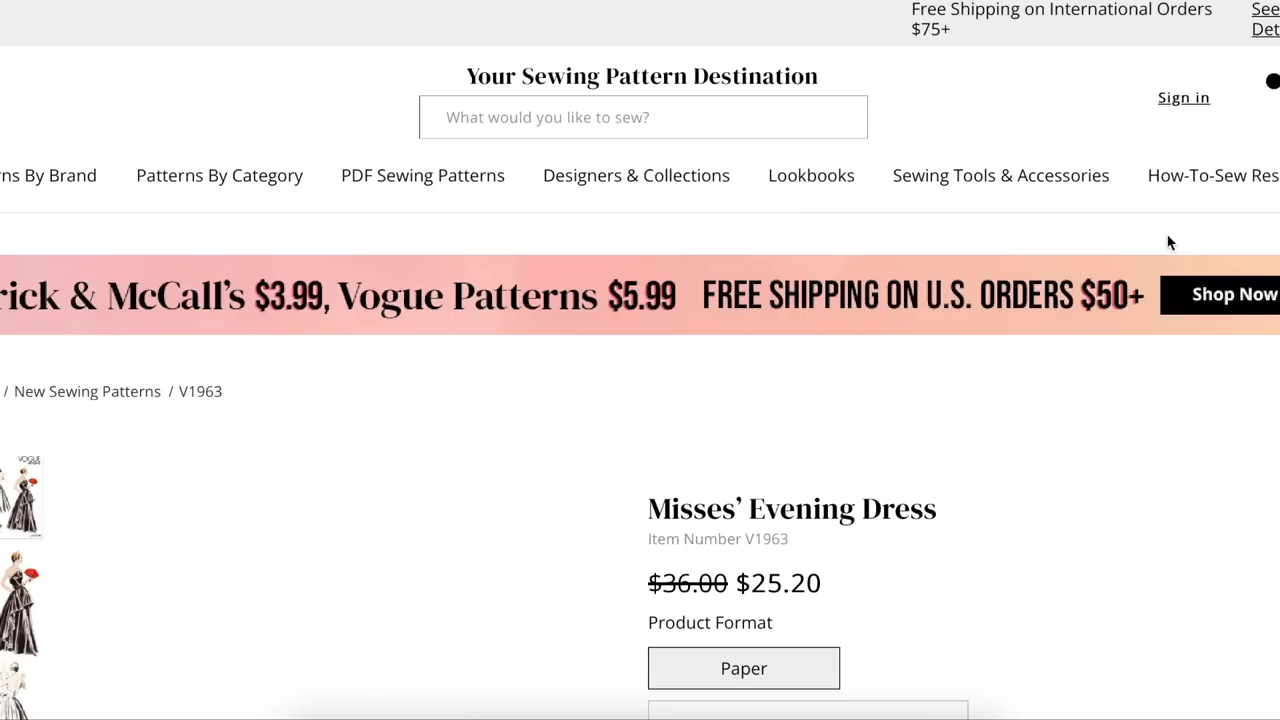 Free Shipping on International Orders
$75+
See
Det
Your Sewing Pattern Destination
What would you like to sew?
Sign in
ns By Brand
Patterns By Category
PDF Sewing Patterns
Designers & Collections
Lookbooks
Sewing Tools & Accessories
How-To-Sew Res
rick & McCall's $3.99, Vogue Patterns $5.99
FREE SHIPPING ON U.S. ORDERS $50+
Shop Now
/ New Sewing Patterns / V1963
VOGUE
Misses' Evening Dress
Item Number V1963
$36.00 $25.20
Product Format
Paper